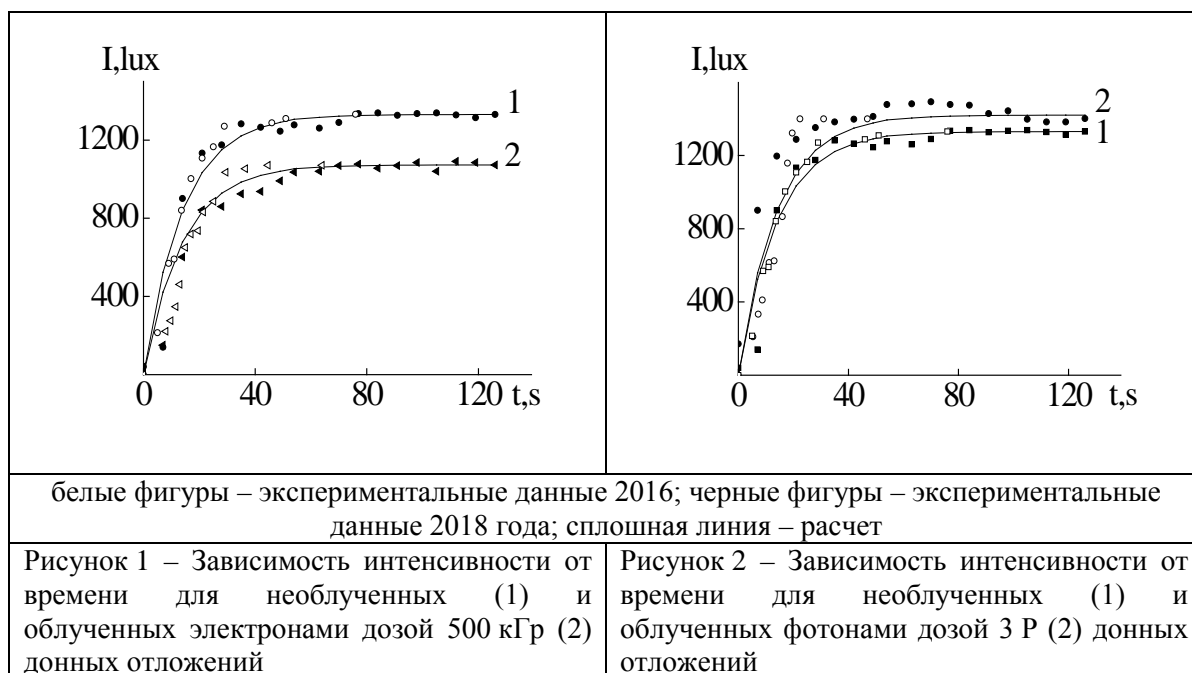 I,lux
1200
800
400
0
40
80
120
t,s
1
2
I,lux
1200
800
400
0
40
80
120
t,s
2
1
белые фигуры – экспериментальные данные 2016; черные фигуры – экспериментальные
данные 2018 года; сплошная линия – расчет
Рисунок 1 – Зависимость интенсивности от
времени для необлученных (1) и
облученных электронами дозой 500 кГр (2)
донных отложений
Рисунок 2 – Зависимость интенсивности от
времени для необлученных (1) и
облученных фотонами дозой 3 Р (2) донных
отложений